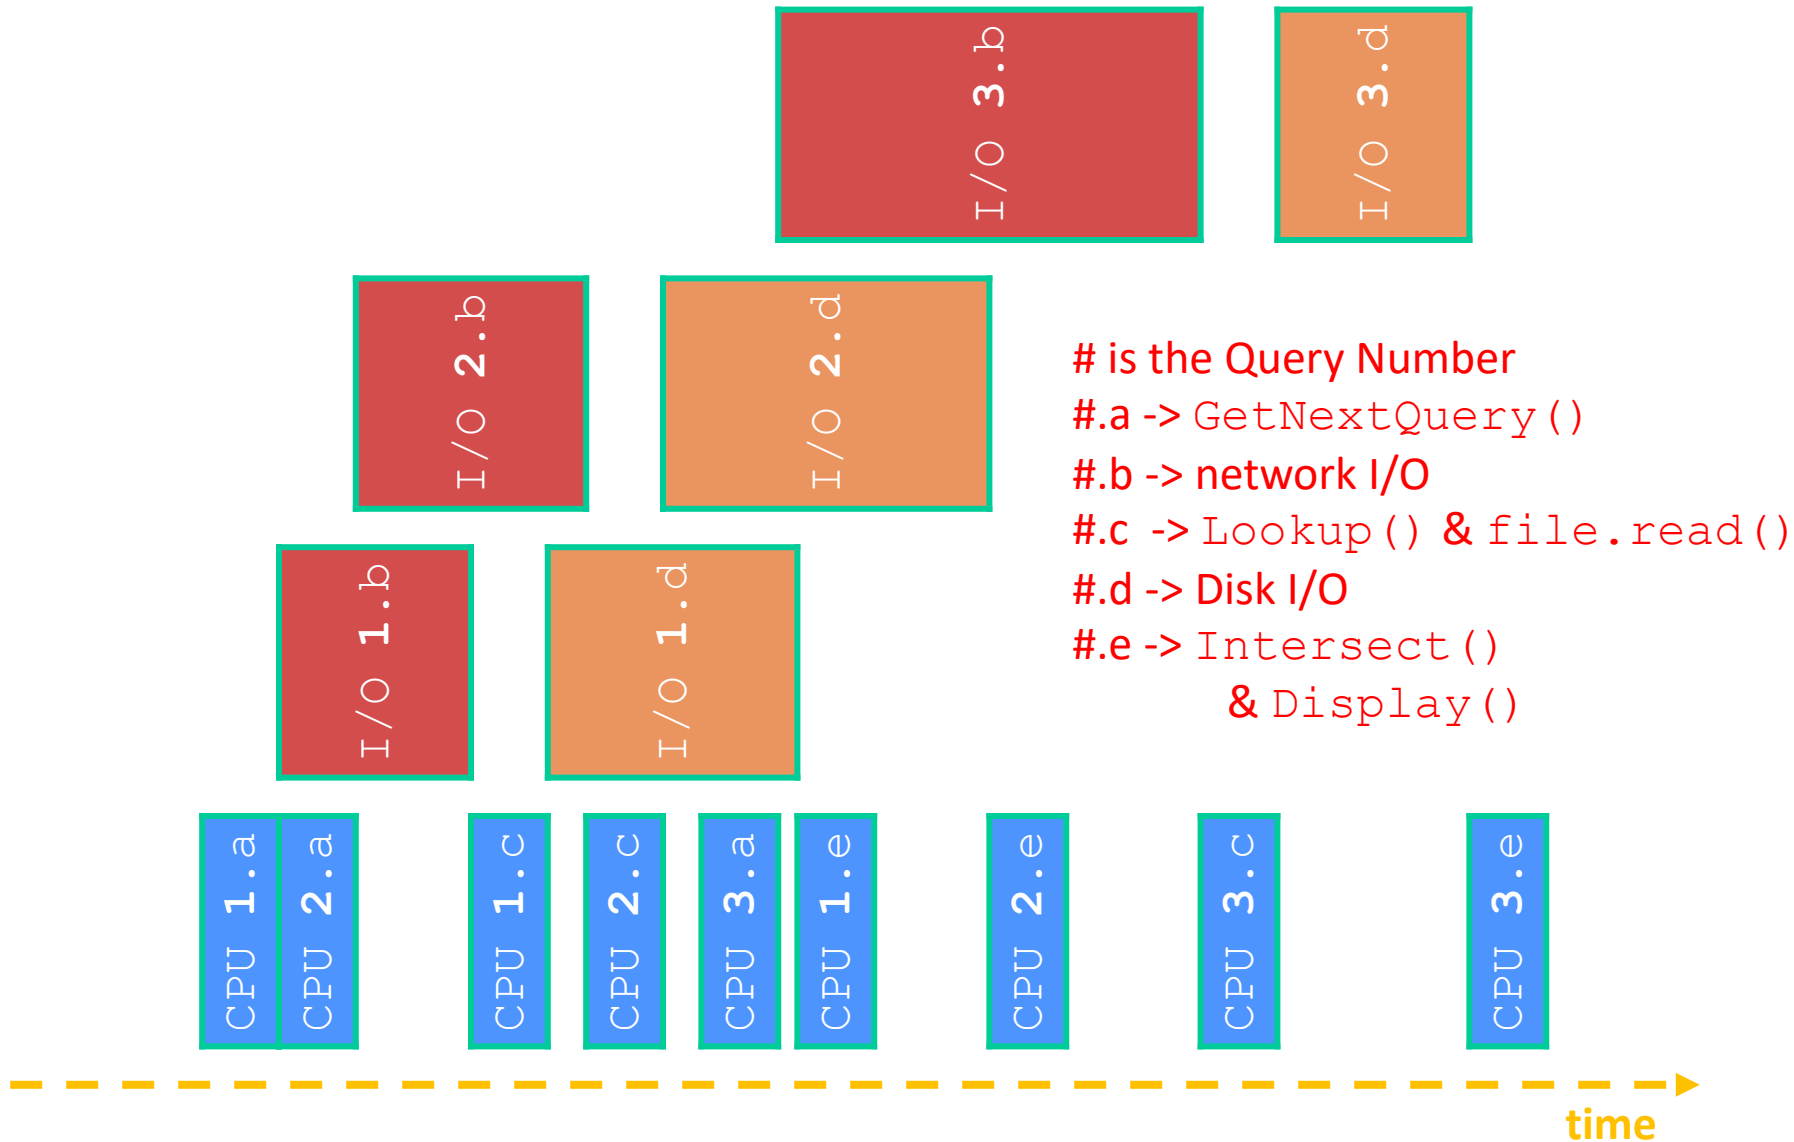 I/O 3.b
I/O 3.d
I/O 2.b
I/O 2.d
# is the Query Number
#.a -> GetNextQuery()
#.b -> network I/O
#.c -> Lookup() & file.read()
#.d -> Disk I/O
#.e -> Intersect()
& Display()
I/O 1.b
I/O 1.d
CPU 1.a
CPU 2.a
CPU 1.c
CPU 2.c
CPU 3.a
CPU 1.e
CPU 2.e
CPU 3.c
CPU 3.e
time